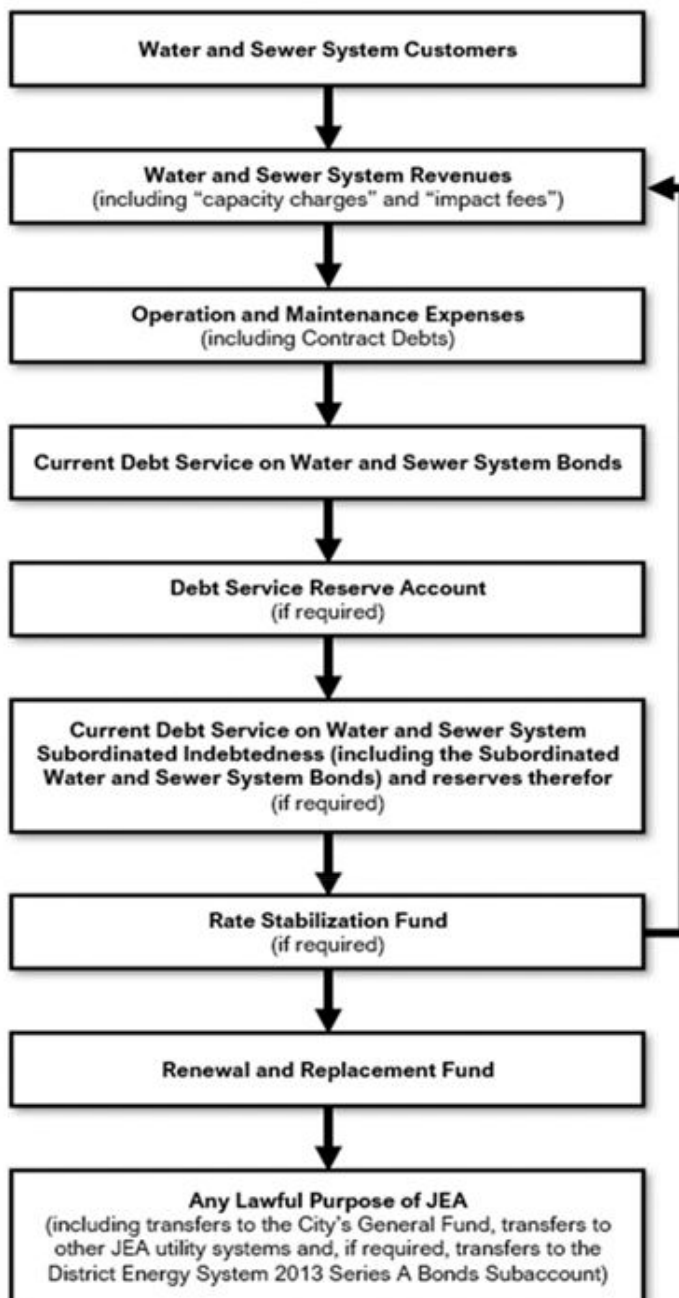 Water and Sewer System Customers
Water and Sewer System Revenues
(including “capacity charges” and “impact fees”)
Operation and Maintenance Expenses
(including Contract Debts)
Current Debt Service on Water and Sewer System Bonds
Debt Service Reserve Account
(if required)
Current Debt Service on Water and Sewer System
Subordinated Indebtedness (including the Subordinated
Water and Sewer System Bonds) and reserves therefor
(if required)
Rate Stabilization Fund
(if required)
Renewal and Replacement Fund
Any Lawful Purpose of JEA
(including transfers to the City’s General Fund, transfers to
other JEA utility systems and, if required, transfers to the
District Energy System 2013 Series A Bonds Subaccount)